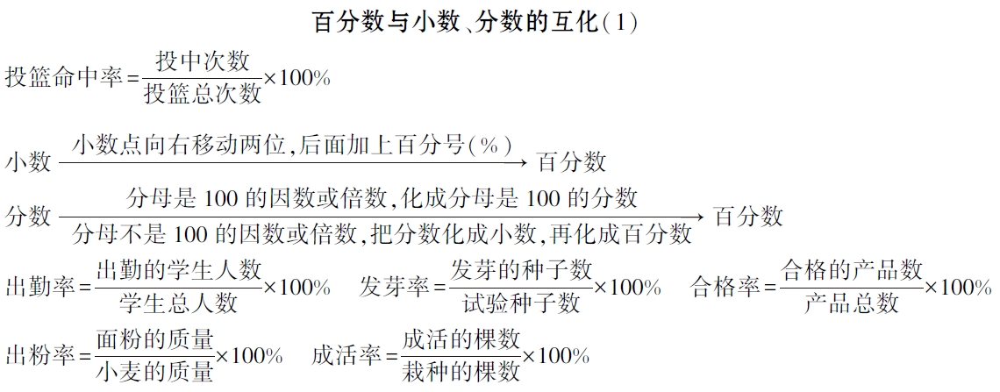 百分数与小数、分数的互化(1)
投篮命中率=投中次数/投篮总次数×100%
小数 小数点向右移动两位,后面加上百分号(%) → 百分数
分数 分母是100的因数或倍数,化成分母是100的分数 → 百分数
分母不是100的因数或倍数,把分数化成小数,再化成百分数
出勤率=出勤的学生人数/学生总人数×100% 发芽率=发芽的种子数/试验种子数×100% 合格率=合格的产品数/产品总数×100%
出粉率=面粉的质量/小麦的质量×100% 成活率=成活的棵数/栽种的棵数×100%